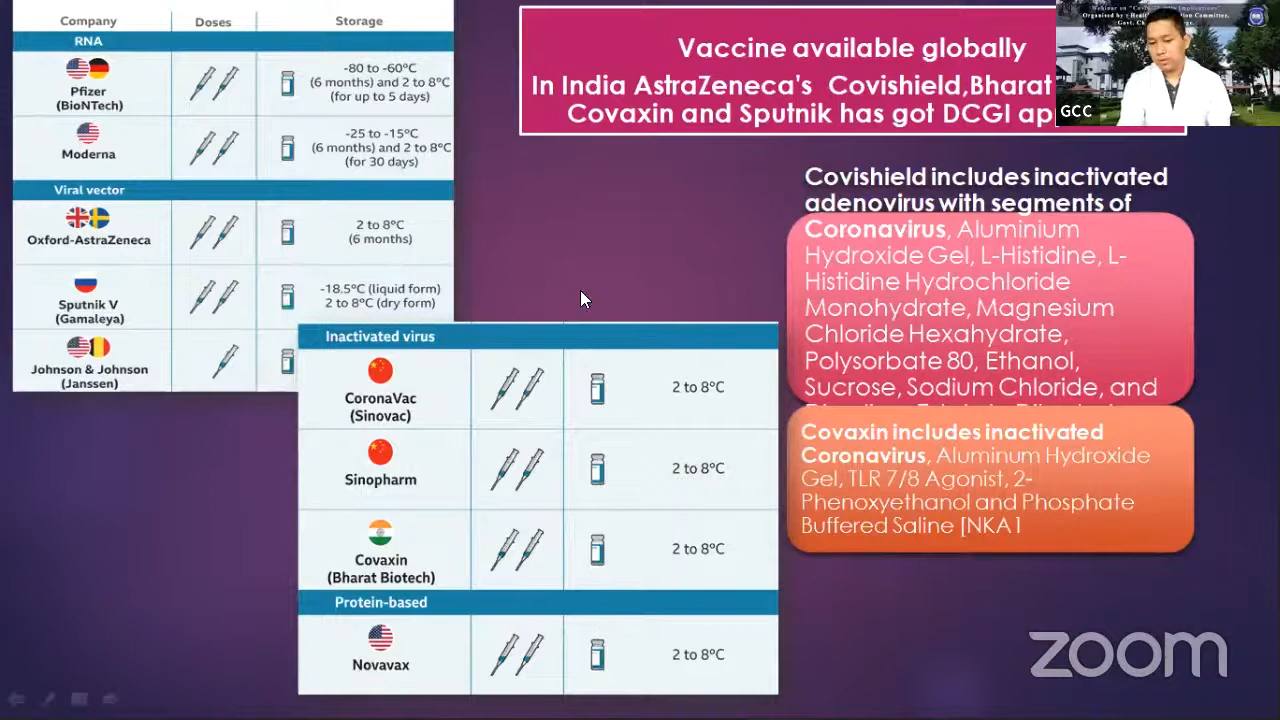 Company Doses Storage
RNA
Pfizer
(BioNTech)
-80 to -60°C
(6 months) and 2 to 8°C
(for up to 5 days)
Moderna
-25 to -15°C
(6 months) and 2 to 8°C
(for 30 days)
Viral vector
Oxford-AstraZeneca
2 to 8°C
(6 months)
Sputnik V
(Gamaleya)
-18.5°C (liquid form)
2 to 8°C (dry form)
Johnson & Johnson
(Janssen)
Inactivated virus
CoronaVac
(Sinovac)
2 to 8°C
Sinopharm
2 to 8°C
Covaxin
(Bharat Biotech)
2 to 8°C
Protein-based
Novavax
2 to 8°C
Vaccine available globally
In India AstraZeneca's Covishield,Bharat
Covaxin and Sputnik has got DCGI ap
Organised by
Govt.
GCC
Covishield includes inactivated
adenovirus with segments of
Coronavirus, Aluminium
Hydroxide Gel, L-Histidine, L-
Histidine Hydrochloride
Monohydrate, Magnesium
Chloride Hexahydrate,
Polysorbate 80, Ethanol,
Sucrose, Sodium Chloride, and
Covaxin includes inactivated
Coronavirus, Aluminum Hydroxide
Gel, TLR 7/8 Agonist, 2-
Phenoxyethanol and Phosphate
Buffered Saline [NKA1
zoom